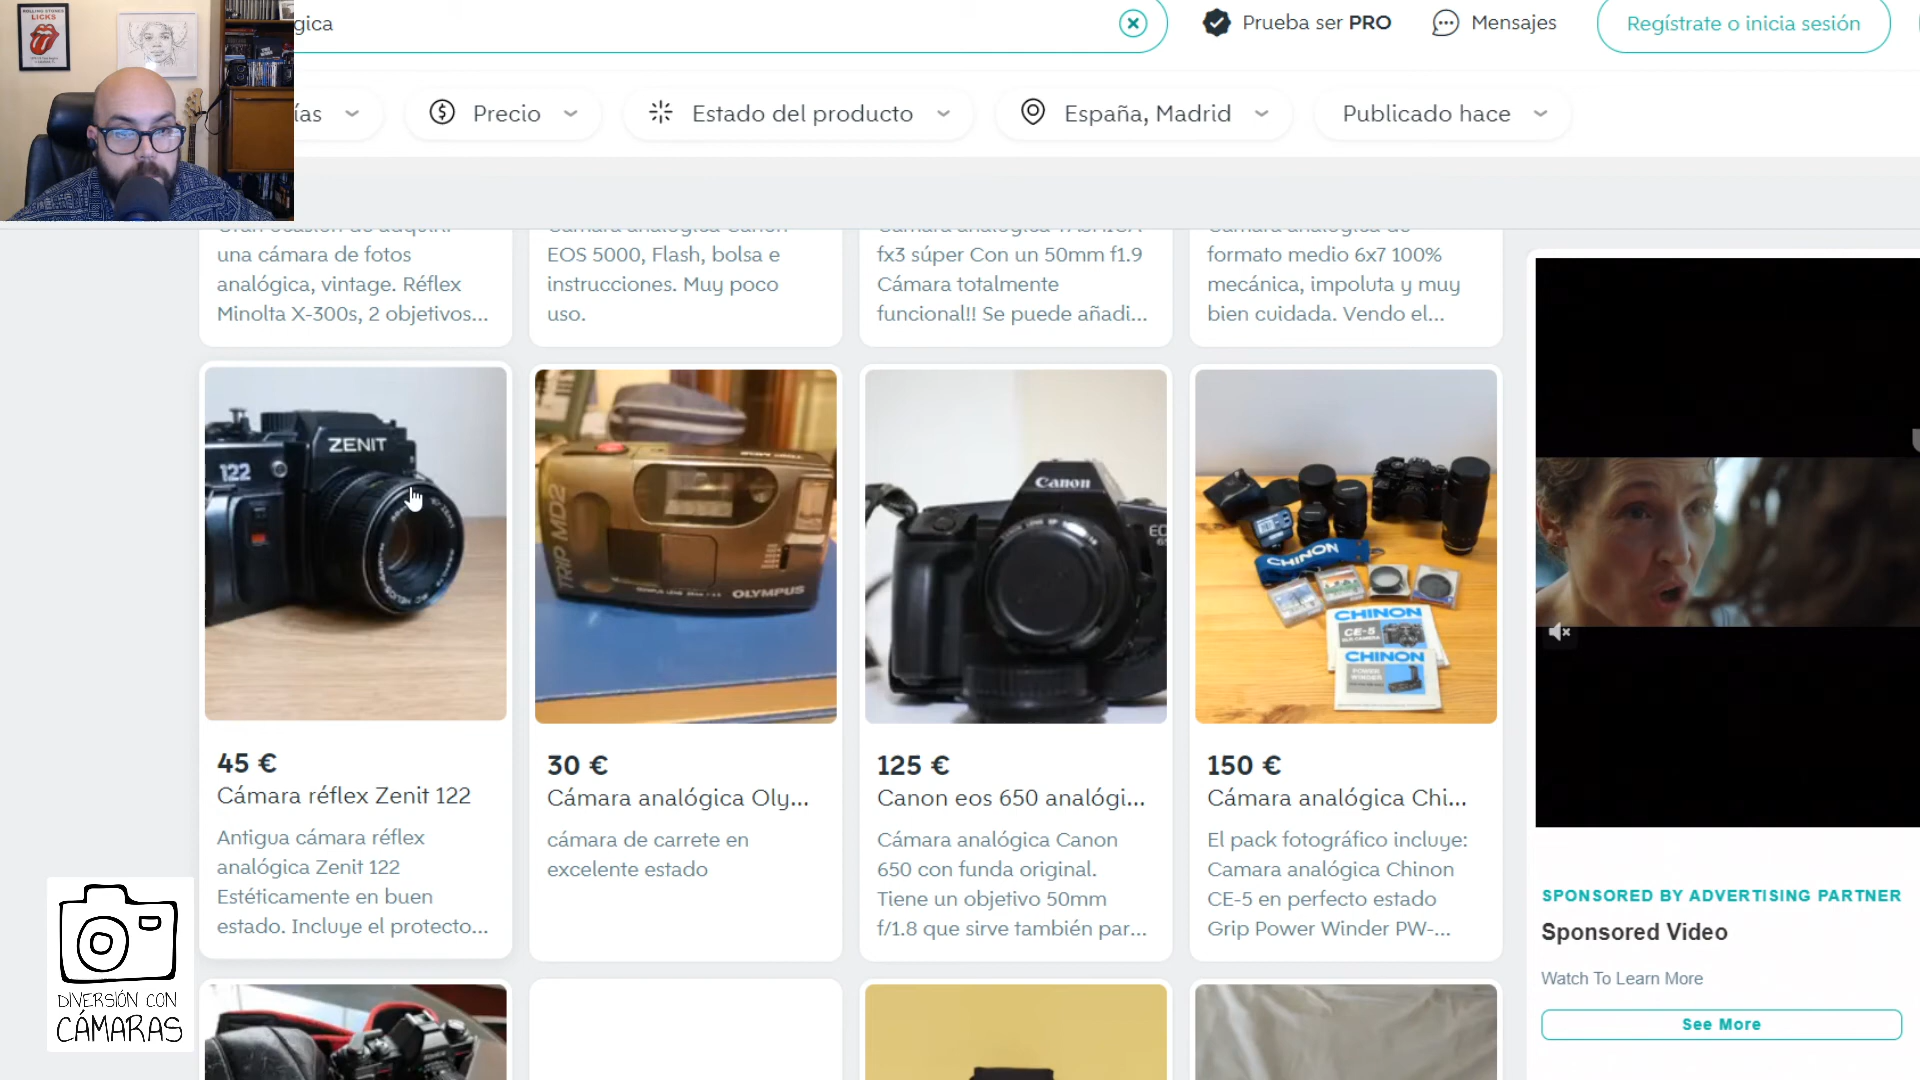 ROLLING STONES
LICKS
gica
Prueba ser PRO
Mensajes
Regístrate o inicia sesión
ías
Precio
Estado del producto
España, Madrid
Publicado hace
una cámara de fotos
analógica, vintage. Réflex
Minolta X-300s, 2 objetivos...
EOS 5000, Flash, bolsa e
instrucciones. Muy poco
uso.
fx3 súper Con un 50mm f1.9
Cámara totalmente
funcional!! Se puede añadi...
formato medio 6x7 100%
mecánica, impoluta y muy
bien cuidada. Vendo el...
ZENIT
122
TRIP MD2
OLYMPUS
Canon
EO
CHINON
CHINON
CE-5
CHINON
POWER
WINDER
45 €
Cámara réflex Zenit 122
Antigua cámara réflex
analógica Zenit 122
Estéticamente en buen
estado. Incluye el protecto...
30 €
Cámara analógica Oly...
cámara de carrete en
excelente estado
125 €
Canon eos 650 analógi...
Cámara analógica Canon
650 con funda original.
Tiene un objetivo 50mm
f/1.8 que sirve también par...
150 €
Cámara analógica Chi...
El pack fotográfico incluye:
Camara analógica Chinon
CE-5 en perfecto estado
Grip Power Winder PW-...
SPONSORED BY ADVERTISING PARTNER
Sponsored Video
Watch To Learn More
See More
DIVERSIÓN CON
CÁMARAS